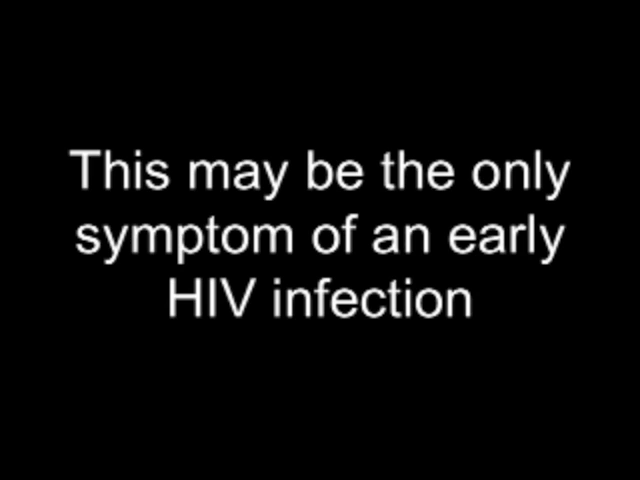 This may be the only
symptom of an early
HIV infection